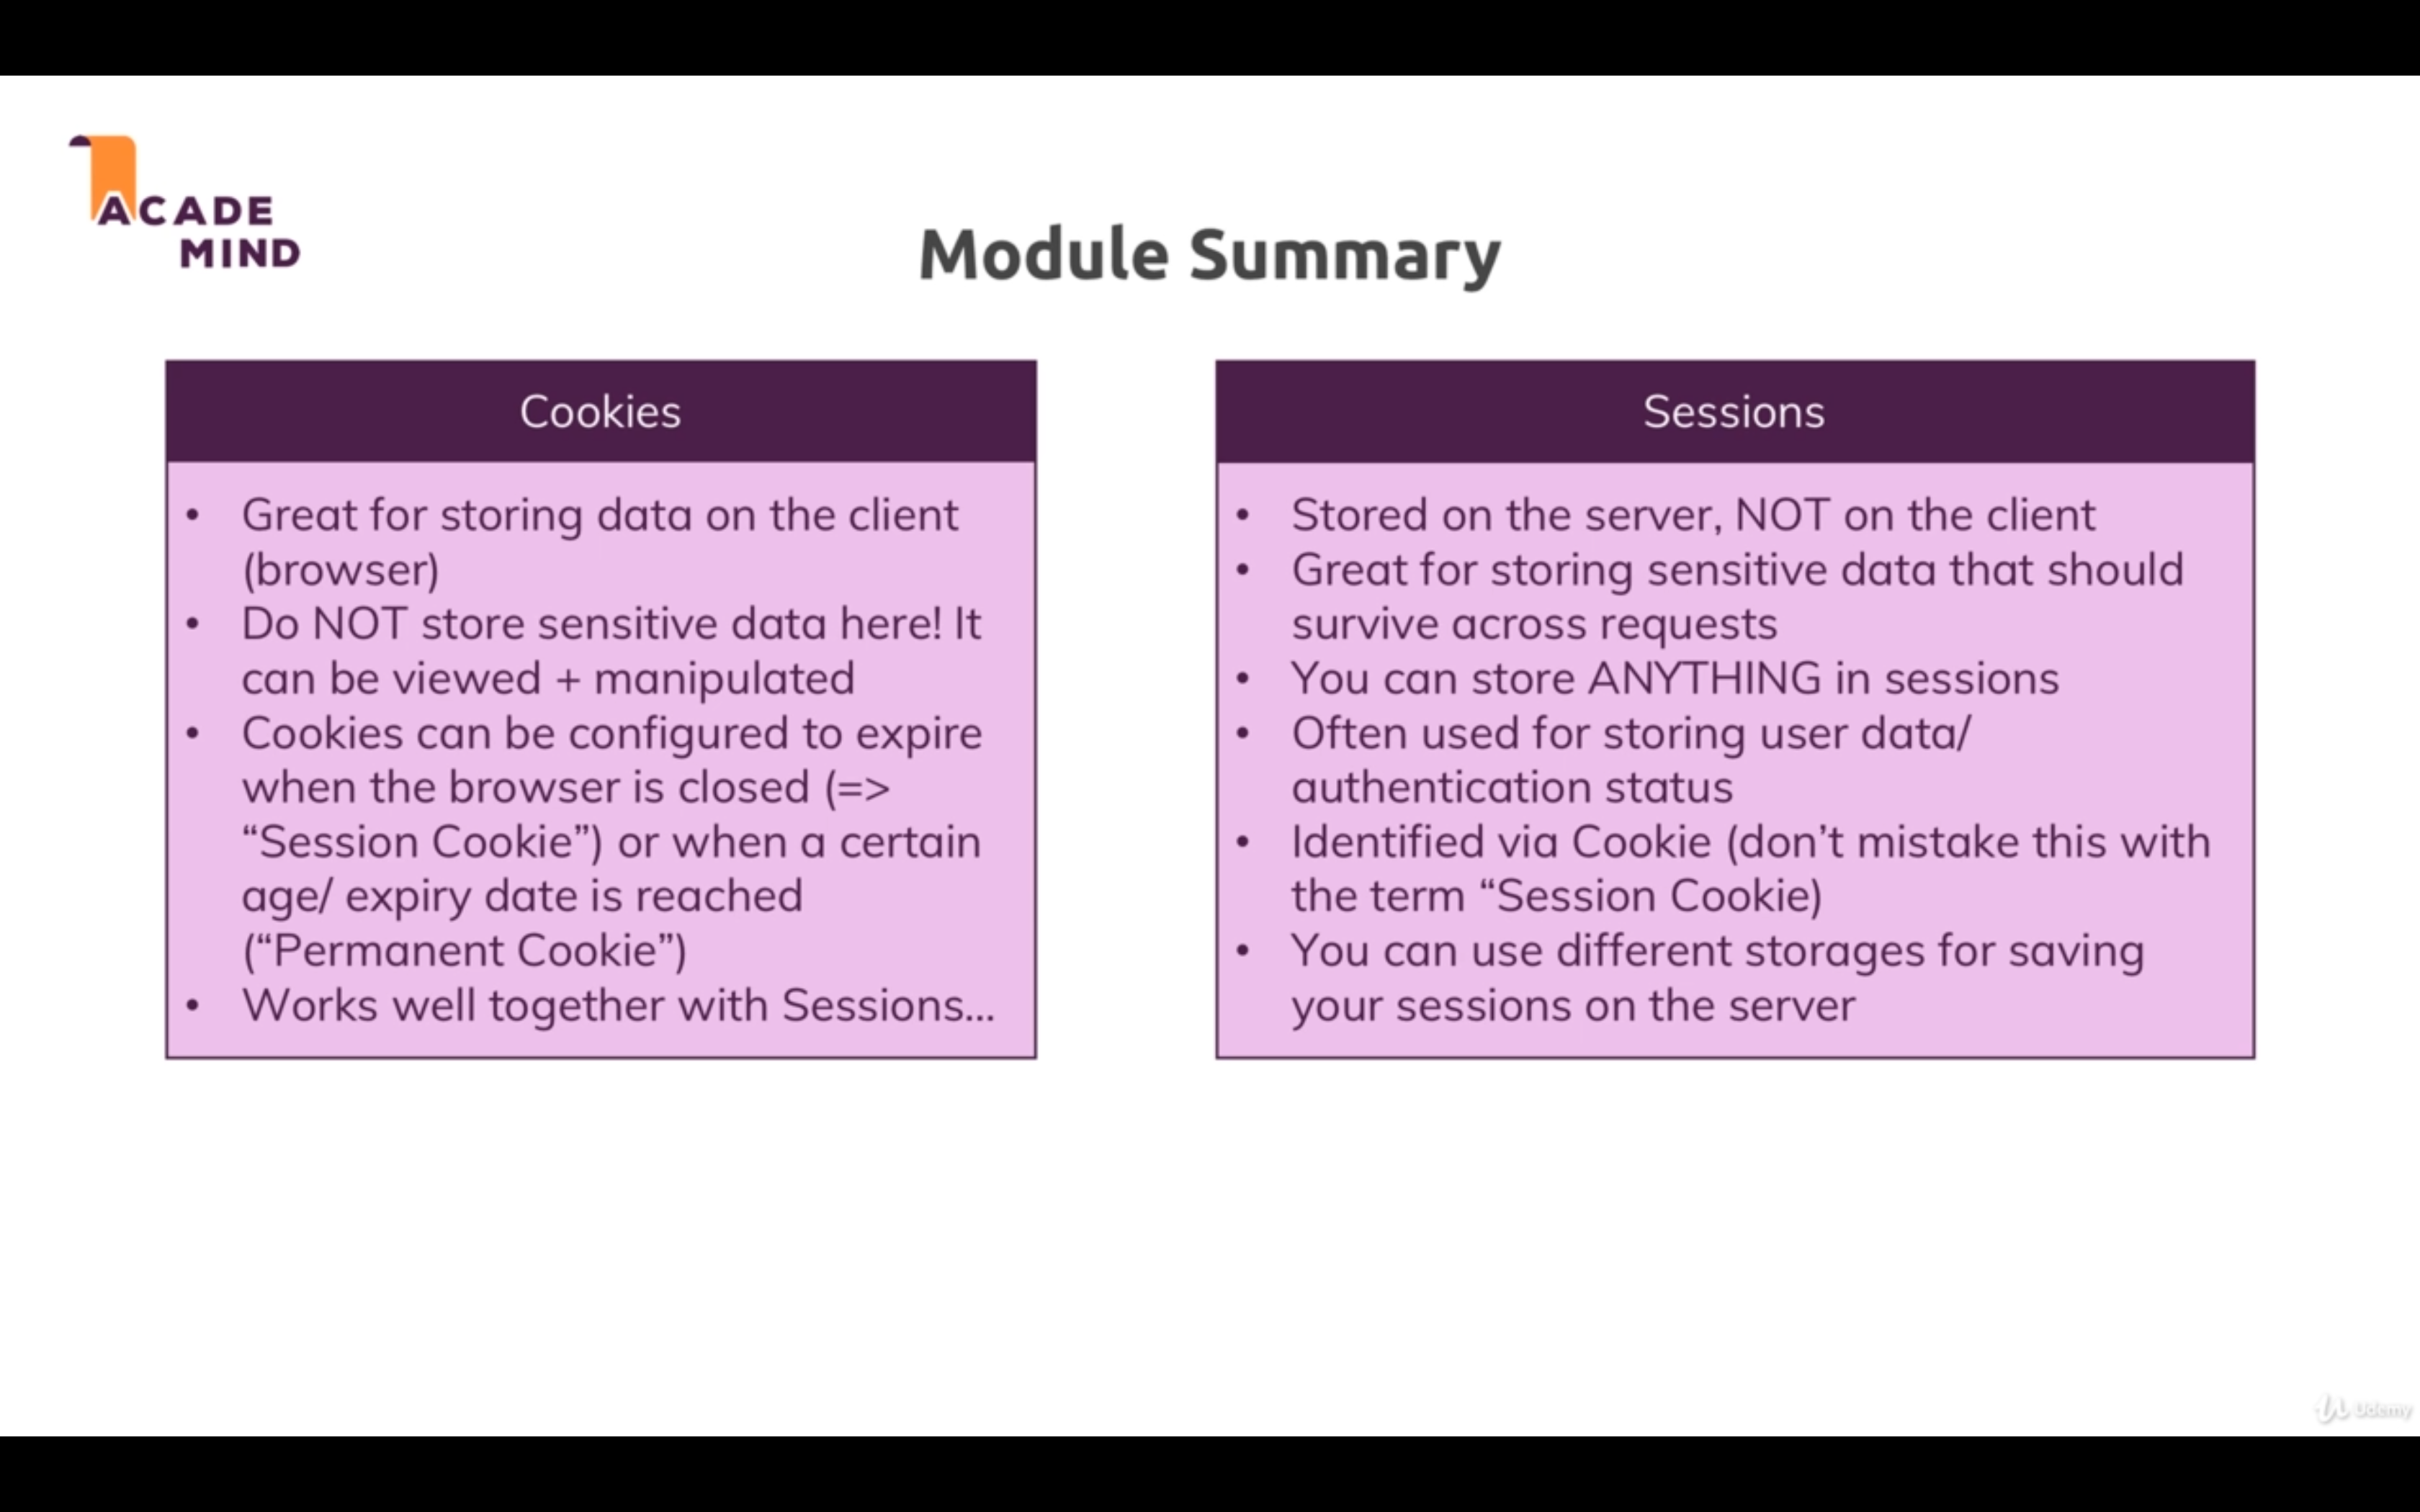 ACADE
MIND
Module Summary
Cookies
• Great for storing data on the client
(browser)
• Do NOT store sensitive data here! It
can be viewed + manipulated
• Cookies can be configured to expire
when the browser is closed (=>
“Session Cookie”) or when a certain
age/ expiry date is reached
(“Permanent Cookie”)
• Works well together with Sessions...
Sessions
• Stored on the server, NOT on the client
• Great for storing sensitive data that should
survive across requests
• You can store ANYTHING in sessions
• Often used for storing user data/
authentication status
• Identified via Cookie (don’t mistake this with
the term “Session Cookie)
• You can use different storages for saving
your sessions on the server
Udemy